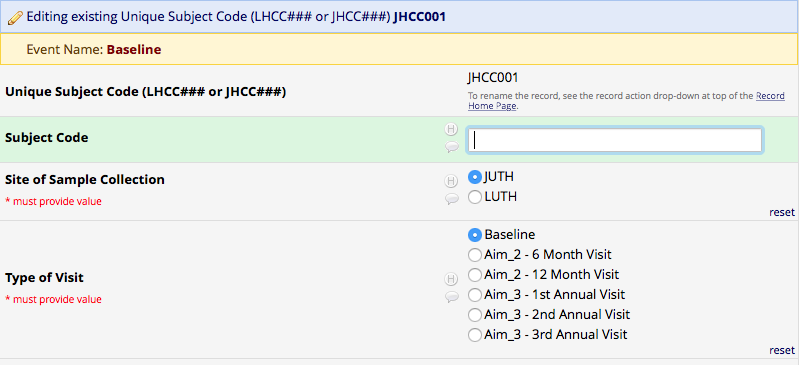 Editing existing Unique Subject Code (LHCC### or JHCC###) JHCC001
Event Name: Baseline
Unique Subject Code (LHCC### or JHCC###)
JHCC001
To rename the record, see the record action drop-down at top of the Record
Home Page.
Subject Code
H
Site of Sample Collection
* must provide value
H
JUTH
LUTH
reset
Type of Visit
* must provide value
H
Baseline
Aim_2 - 6 Month Visit
Aim_2 - 12 Month Visit
Aim_3 - 1st Annual Visit
Aim_3 - 2nd Annual Visit
Aim_3 - 3rd Annual Visit
reset